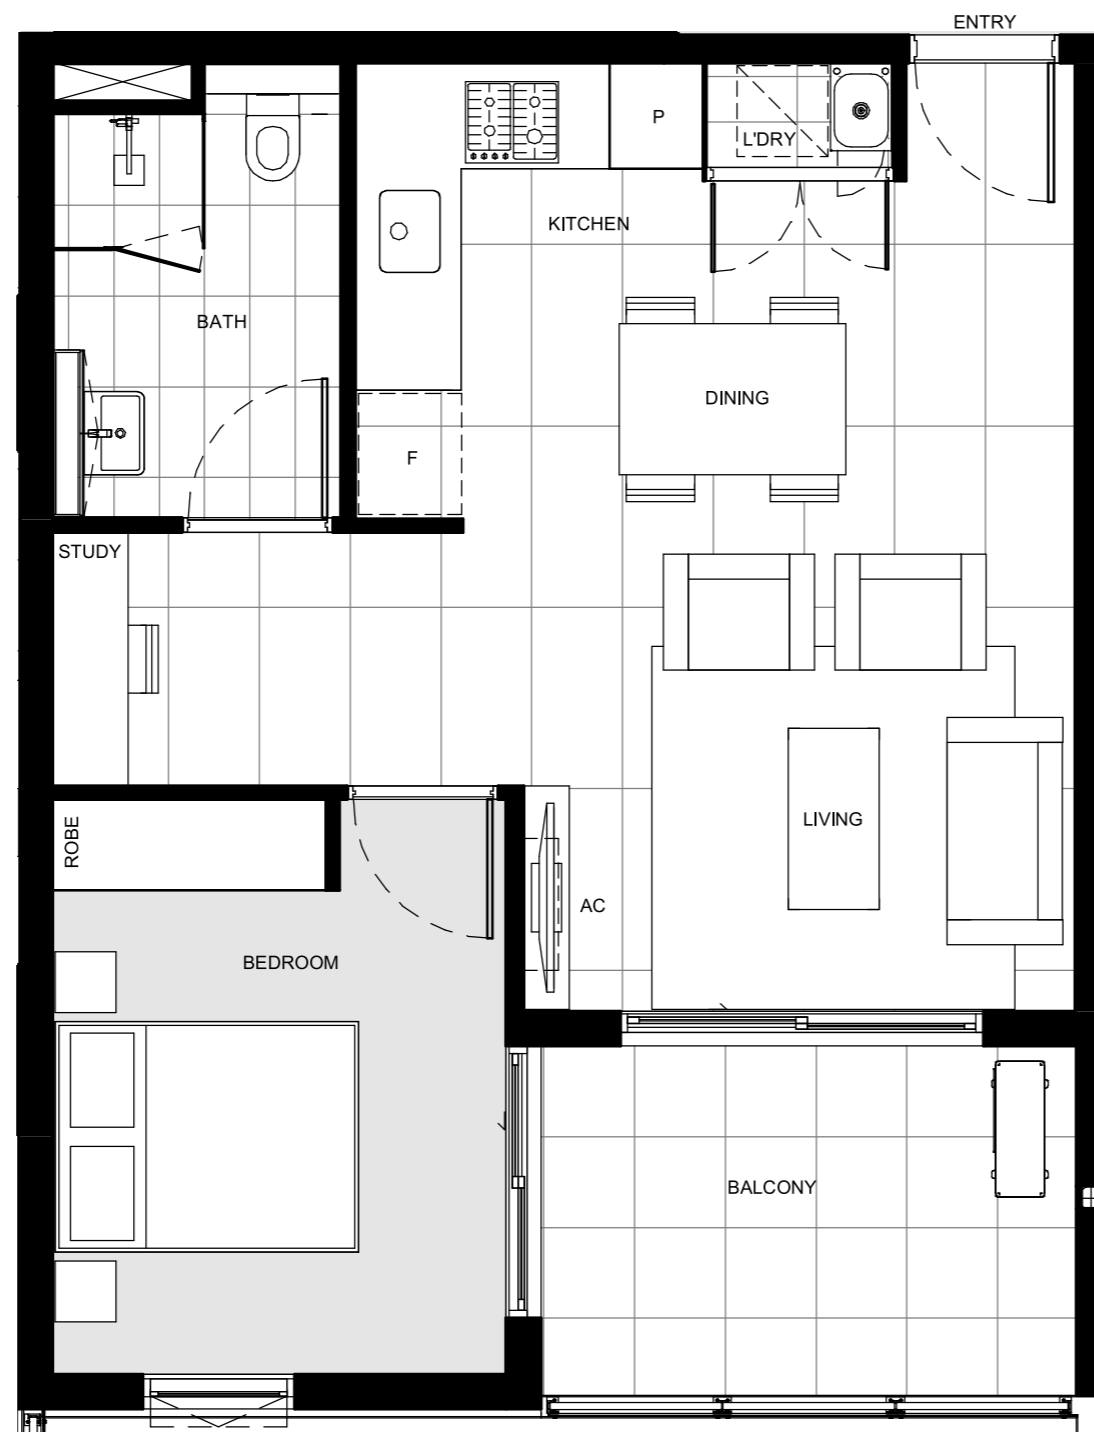 ENTRY
P
L'DRY
KITCHEN
BATH
DINING
F
STUDY
ROBE
LIVING
AC
BEDROOM
BALCONY